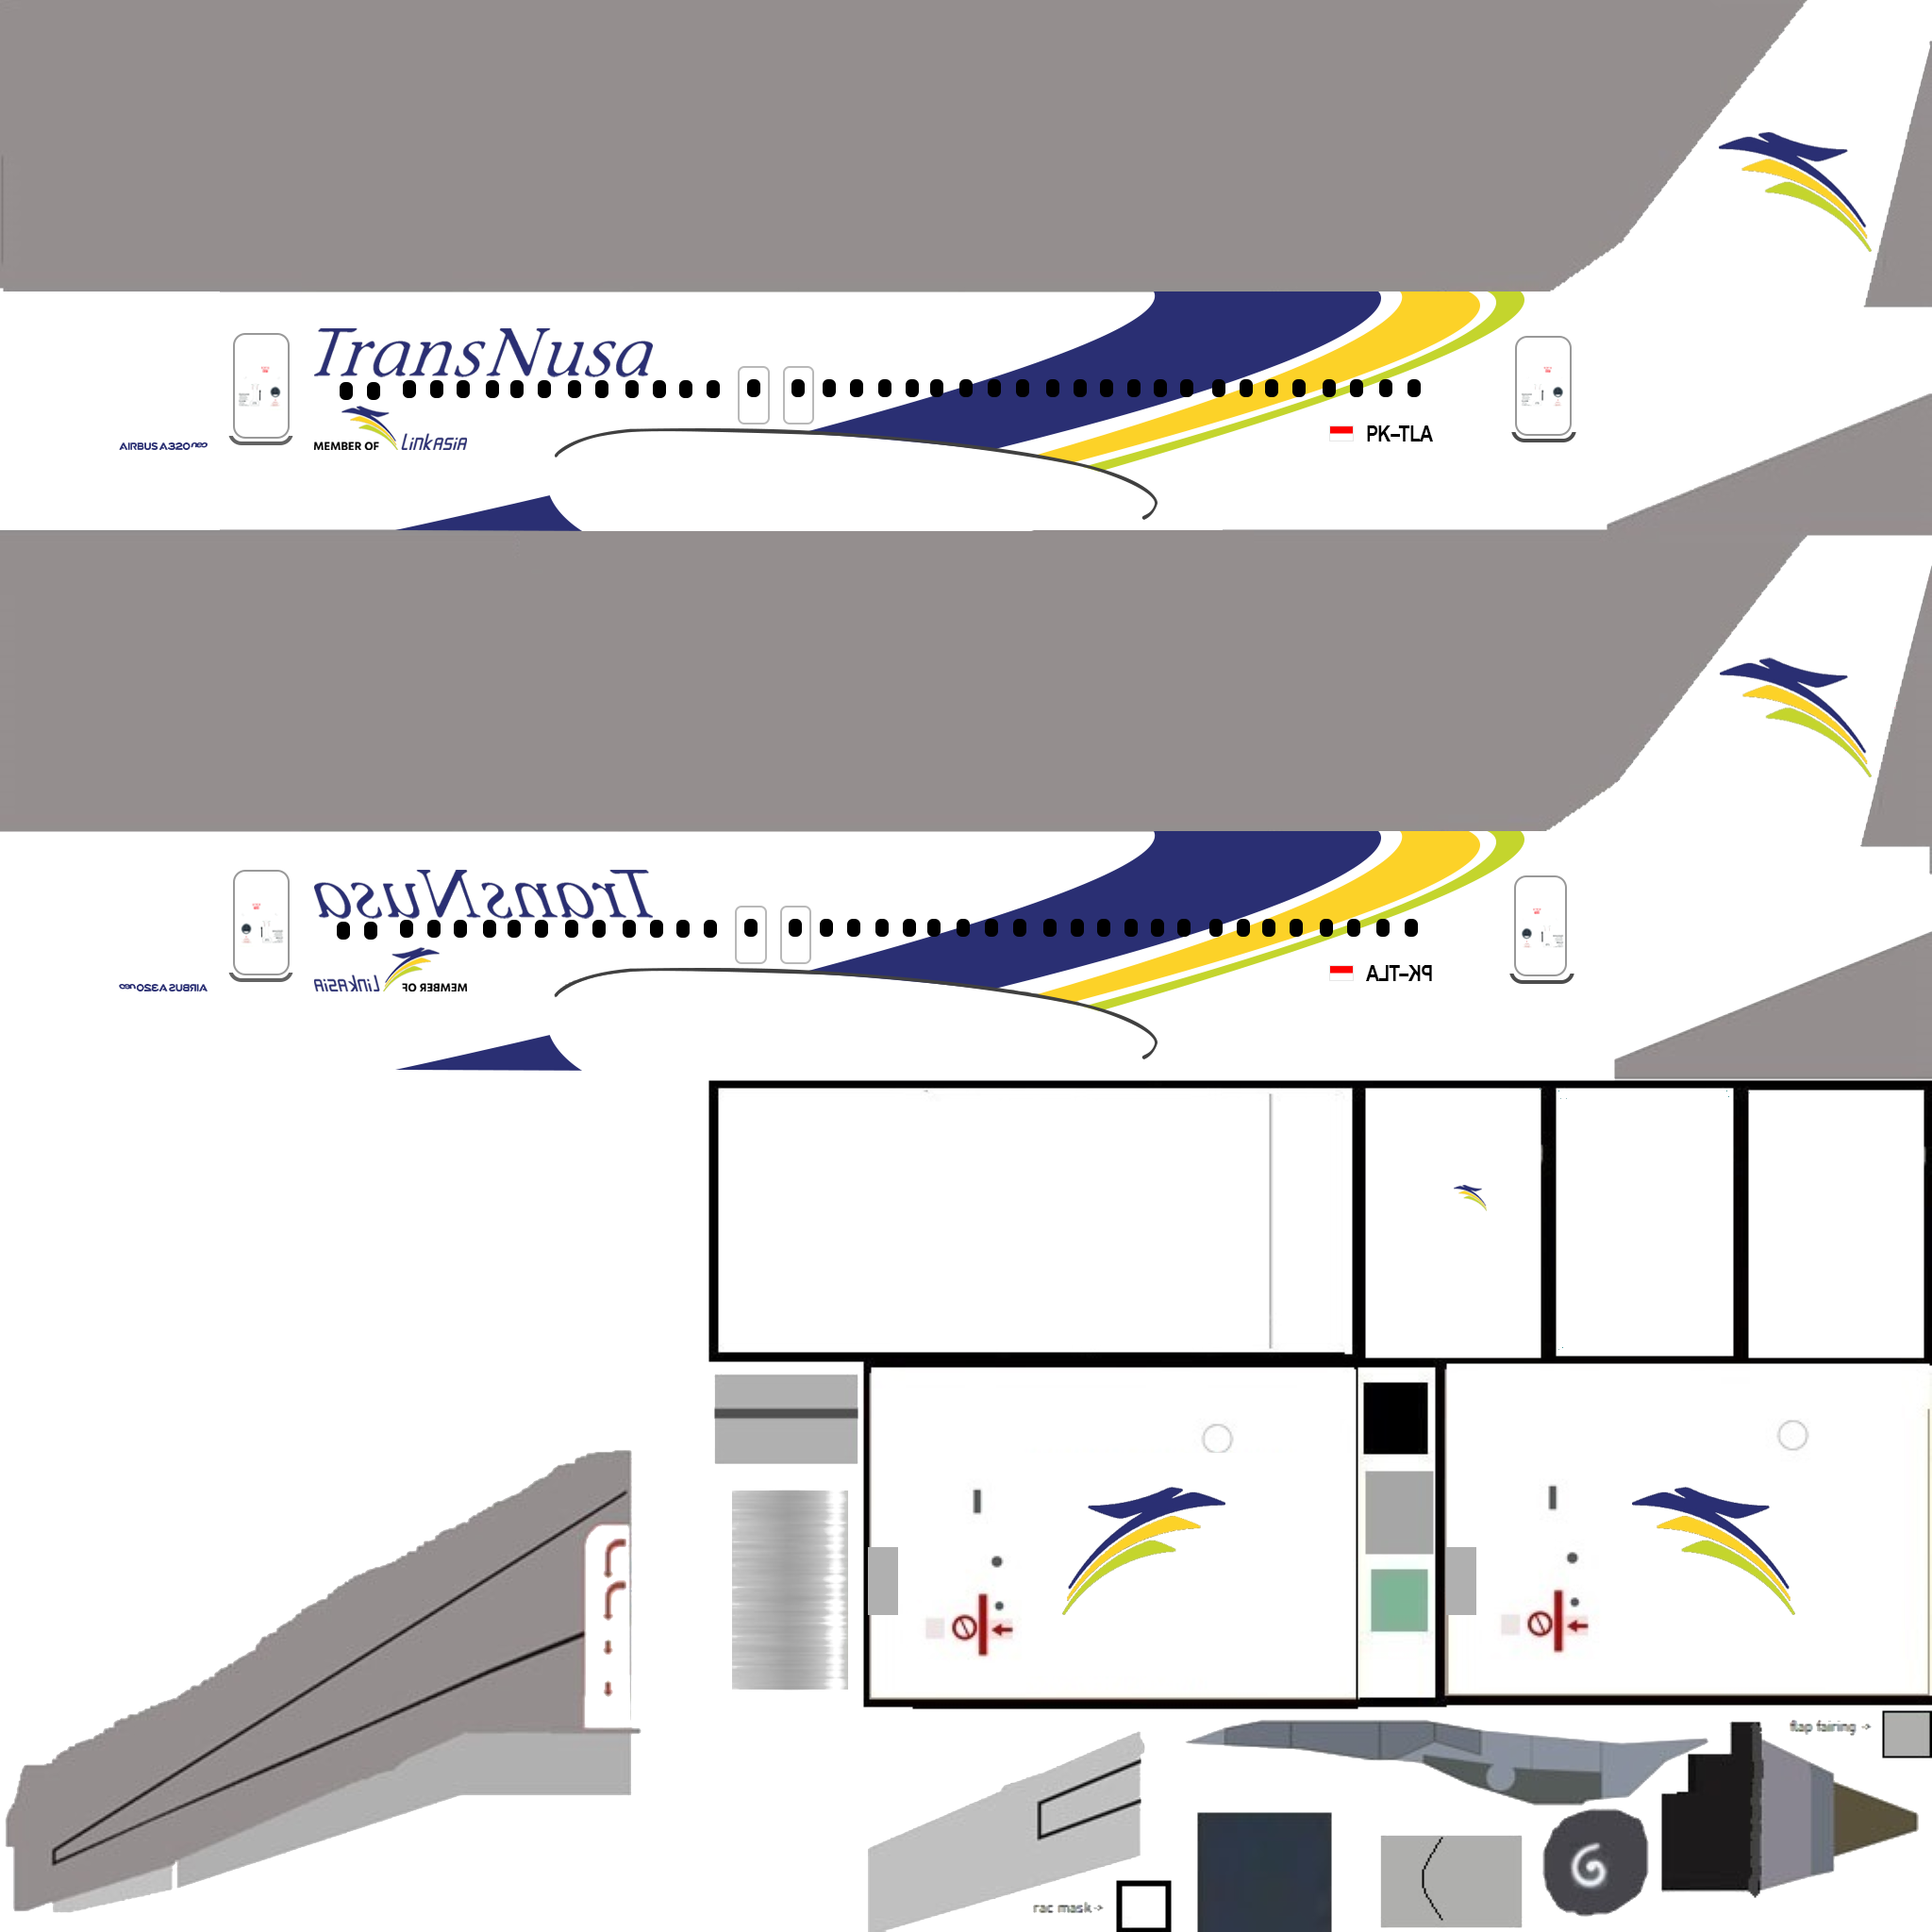 TransNusa
AIRBUS A320neo
MEMBER OF LinkAsia
PK-TLA
TransNusa
AIRBUS A320neo
MEMBER OF LinkAsia
PK-TLA
flap fairing ->
rac mask ->